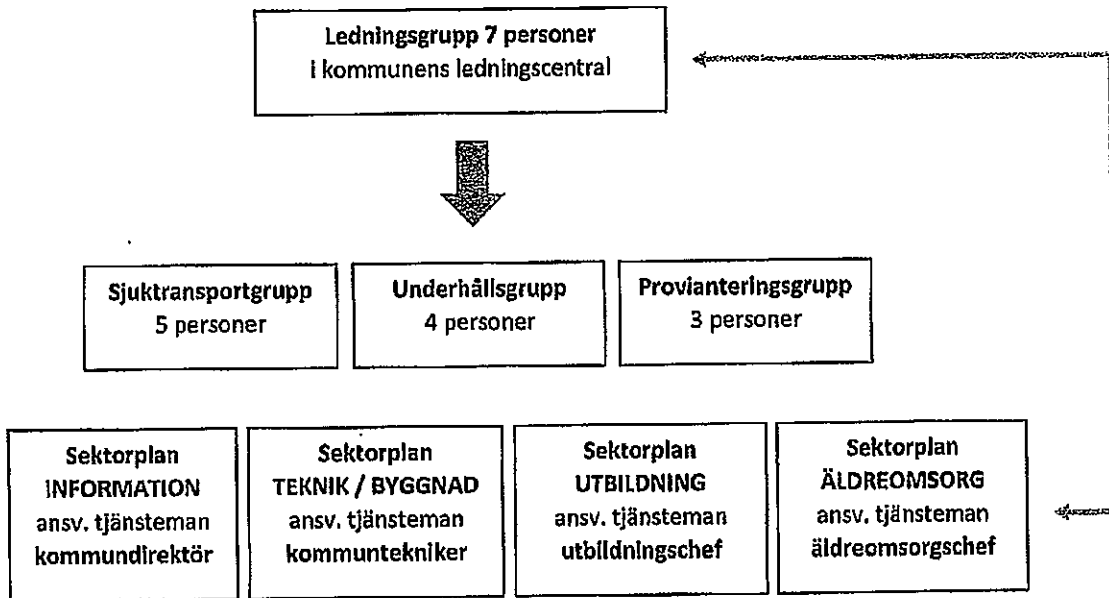 Ledningsgrupp 7 personer
i kommunens ledningscentral
Sjuktransportgrupp
5 personer
Underhållsgrupp
4 personer
Provianteringsgrupp
3 personer
Sektorplan
INFORMATION
ansv. tjänsteman
kommundirektör
Sektorplan
TEKNIK / BYGGNAD
ansv. tjänsteman
kommuntekniker
Sektorplan
UTBILDNING
ansv. tjänsteman
utbildningschef
Sektorplan
ÄLDREOMSORG
ansv. tjänsteman
äldreomsorgschef